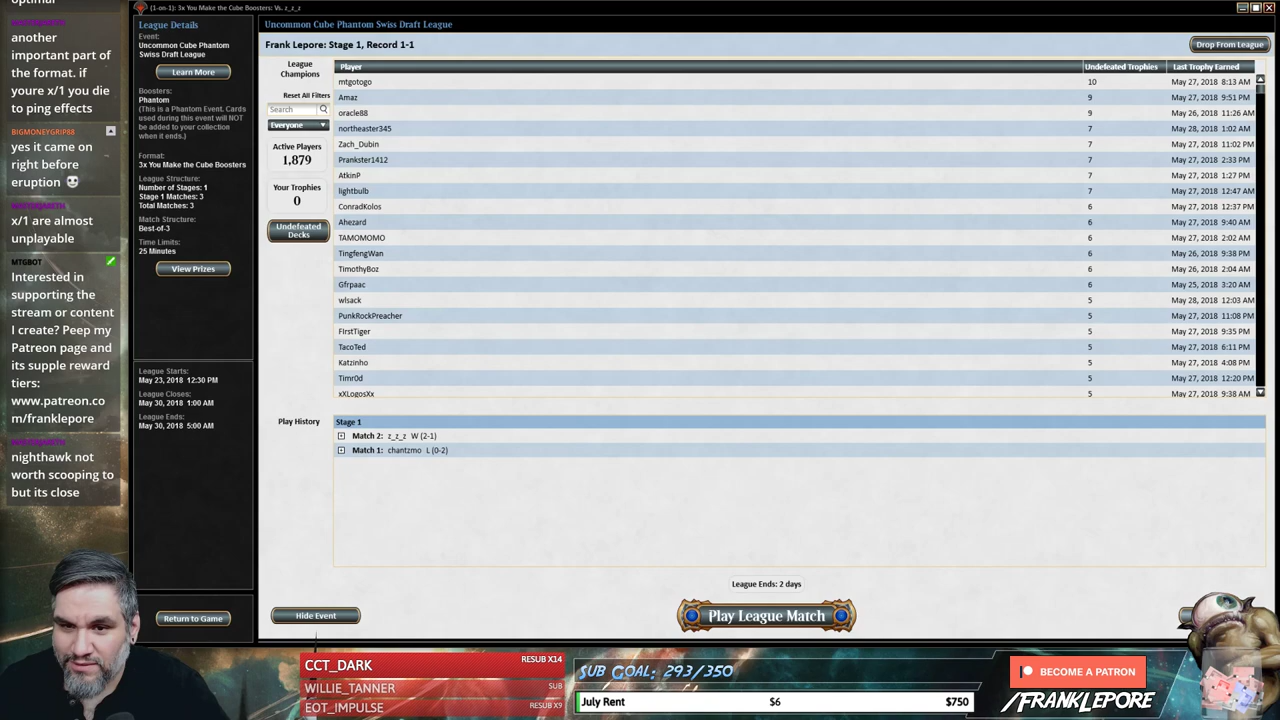 optimal
another
important part of
the format. if
youre x/1 you die
to ping effects
BIGMONEYGRIP88
yes it came on
right before
eruption
x/1 are almost
unplayable
MTGBOT
Interested in
supporting the
stream or content
I create? Peep my
Patreon page and
its supple reward
tiers:
www.patreon.co
m/franklepore
nighthawk not
worth scooping to
but its close
(1-on-1): 3x You Make the Cube Boosters: Vs. z_z_z
League Details
Event:
Uncommon Cube Phantom
Swiss Draft League
Learn More
Boosters:
Phantom
(This is a Phantom Event. Cards
used during this event will NOT
be added to your collection
when it ends.)
Format:
3x You Make the Cube Boosters
League Structure:
Number of Stages: 1
Stage 1 Matches: 3
Total Matches: 3
Match Structure:
Best-of-3
Time Limits:
25 Minutes
View Prizes
League Starts:
May 23, 2018 12:30 PM
League Closes:
May 30, 2018 1:00 AM
League Ends:
May 30, 2018 5:00 AM
Return to Game
Uncommon Cube Phantom Swiss Draft League
Frank Lepore: Stage 1, Record 1-1
Drop From League
League
Champions
Reset All Filters
Search
Everyone
Active Players
1,879
Your Trophies
0
Undefeated
Decks
Player Undefeated Trophies Last Trophy Earned
mtgotogo 10 May 27, 2018 8:13 AM
Amaz 9 May 27, 2018 9:51 PM
oracle88 9 May 26, 2018 11:26 AM
northeaster345 7 May 28, 2018 1:02 AM
Zach_Dubin 7 May 27, 2018 11:02 PM
Prankster1412 7 May 27, 2018 2:33 PM
AtkinP 7 May 27, 2018 1:27 PM
lightbulb 7 May 27, 2018 12:47 AM
ConradKolos 6 May 27, 2018 12:37 PM
Ahezard 6 May 27, 2018 9:40 AM
TAMOMOMO 6 May 27, 2018 2:02 AM
TingfengWan 6 May 26, 2018 9:38 PM
TimothyBoz 6 May 26, 2018 2:04 AM
Gfrpaac 6 May 25, 2018 3:20 AM
wlsack 5 May 28, 2018 12:03 AM
PunkRockPreacher 5 May 27, 2018 11:08 PM
FIrstTiger 5 May 27, 2018 9:35 PM
TacoTed 5 May 27, 2018 6:11 PM
Katzinho 5 May 27, 2018 4:08 PM
Timr0d 5 May 27, 2018 12:20 PM
xXLogosXx 5 May 27, 2018 9:38 AM
Play History
Stage 1
Match 2: z_z_z W (2-1)
Match 1: chantzmo L (0-2)
League Ends: 2 days
Hide Event
Play League Match
CCT_DARK RESUB X14
WILLIE_TANNER SUB
EOT_IMPULSE RESUB X9
SUB GOAL: 293/350
July Rent $6 $750
BECOME A PATRON
/FRANKLEPORE